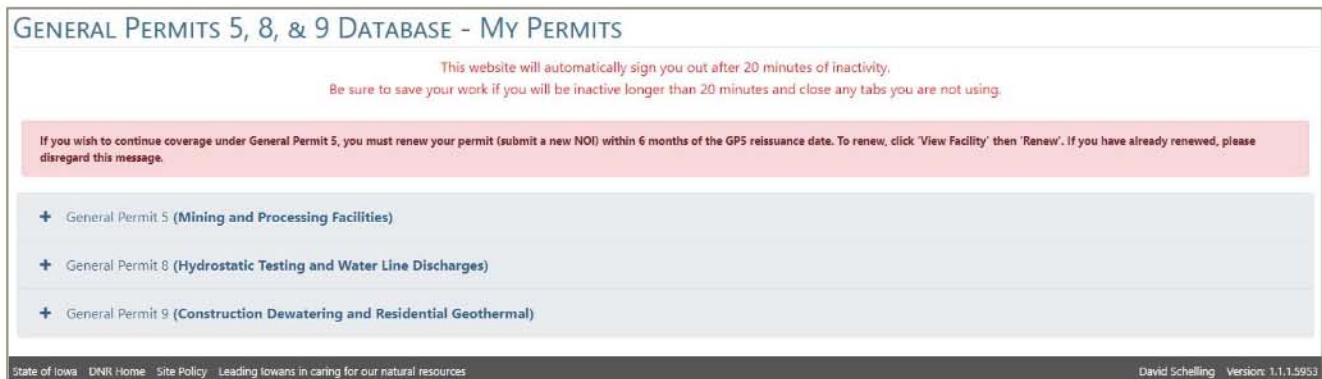 GENERAL PERMITS 5, 8, & 9 DATABASE - MY PERMITS
This website will automatically sign you out after 20 minutes of inactivity.
Be sure to save your work if you will be inactive longer than 20 minutes and close any tabs you are not using.
If you wish to continue coverage under General Permit 5, you must renew your permit (submit a new NOI) within 6 months of the GP5 reissuance date. To renew, click 'View Facility' then 'Renew'. If you have already renewed, please
disregard this message.
+ General Permit 5 (Mining and Processing Facilities)
+ General Permit 8 (Hydrostatic Testing and Water Line Discharges)
+ General Permit 9 (Construction Dewatering and Residential Geothermal)
State of Iowa DNR Home Site Policy Leading Iowans in caring for our natural resources David Schelling Version: 1.1.1.5953